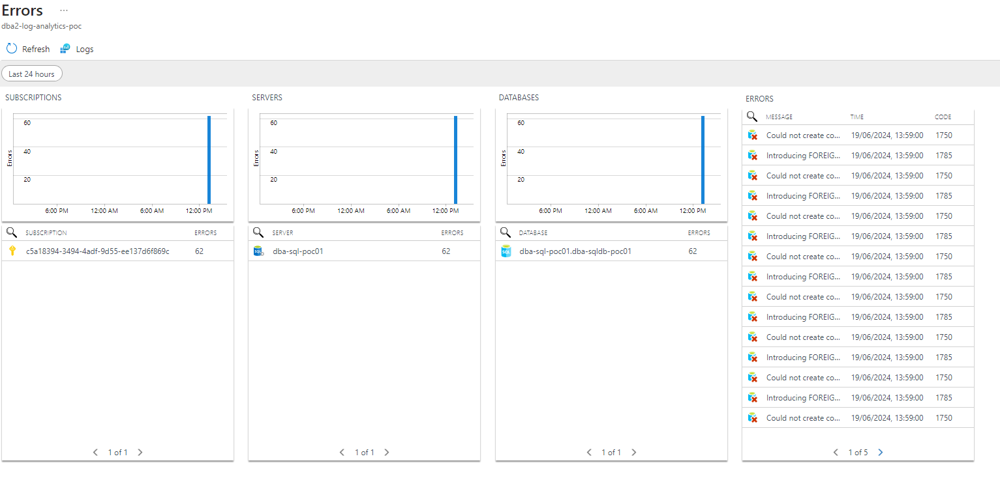 Errors ...
dba2-log-analytics-poc
Refresh Logs
Last 24 hours
SUBSCRIPTIONS
Errors
60
40
20
6:00 PM 12:00 AM 6:00 AM 12:00 PM
SUBSCRIPTION ERRORS
c5a18394-3494-4adf-9d55-ee137d6f869c 62
1 of 1
SERVERS
Errors
60
40
20
6:00 PM 12:00 AM 6:00 AM 12:00 PM
SERVER ERRORS
SQL dba-sql-poc01 62
1 of 1
DATABASES
Errors
60
40
20
6:00 PM 12:00 AM 6:00 AM 12:00 PM
DATABASE ERRORS
SQL dba-sql-poc01.dba-sqldb-poc01 62
1 of 1
ERRORS
MESSAGE TIME CODE
Could not create co... 19/06/2024, 13:59:00 1750
Introducing FOREIG... 19/06/2024, 13:59:00 1785
Could not create co... 19/06/2024, 13:59:00 1750
Introducing FOREIG... 19/06/2024, 13:59:00 1785
Could not create co... 19/06/2024, 13:59:00 1750
Introducing FOREIG... 19/06/2024, 13:59:00 1785
Could not create co... 19/06/2024, 13:59:00 1750
Introducing FOREIG... 19/06/2024, 13:59:00 1785
Could not create co... 19/06/2024, 13:59:00 1750
Introducing FOREIG... 19/06/2024, 13:59:00 1785
Could not create co... 19/06/2024, 13:59:00 1750
Introducing FOREIG... 19/06/2024, 13:59:00 1785
Could not create co... 19/06/2024, 13:59:00 1750
Introducing FOREIG... 19/06/2024, 13:59:00 1785
Could not create co... 19/06/2024, 13:59:00 1750
1 of 5